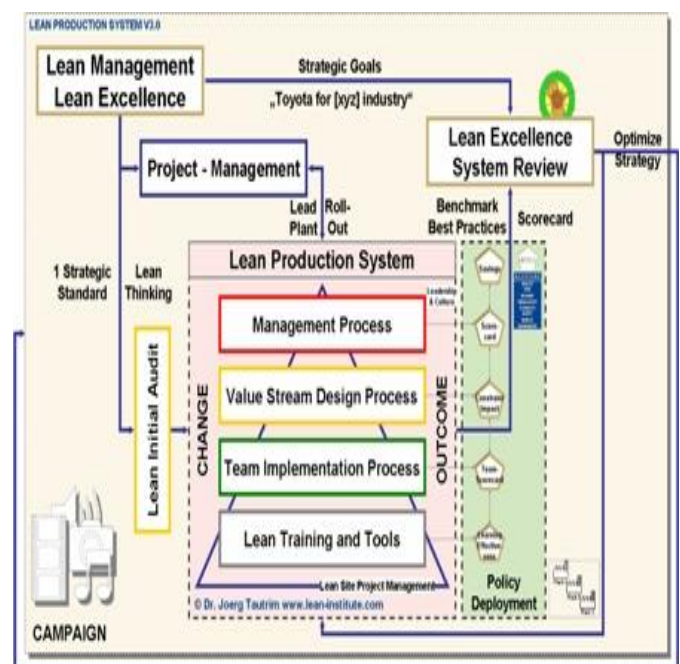 LEAN PRODUCTION SYSTEM V3.0
Lean Management
Lean Excellence
Strategic Goals
„Toyota for [xyz] industry“
Lean Excellence
System Review
Optimize
Strategy
Project - Management
Lead
Plant
Roll-
Out
Benchmark
Best Practices
Scorecard
1 Strategic
Standard
Lean
Thinking
Lean Production System
Leadership
& Culture
Management Process
Value Stream Design Process
Team Implementation Process
Lean Training and Tools
CHANGE
OUTCOME
Lean Initial Audit
Lean Site Project Management
© Dr. Joerg Tautrim www.lean-institute.com
Strategy
Score-
card
Team-
Policy
Deployment
CAMPAIGN